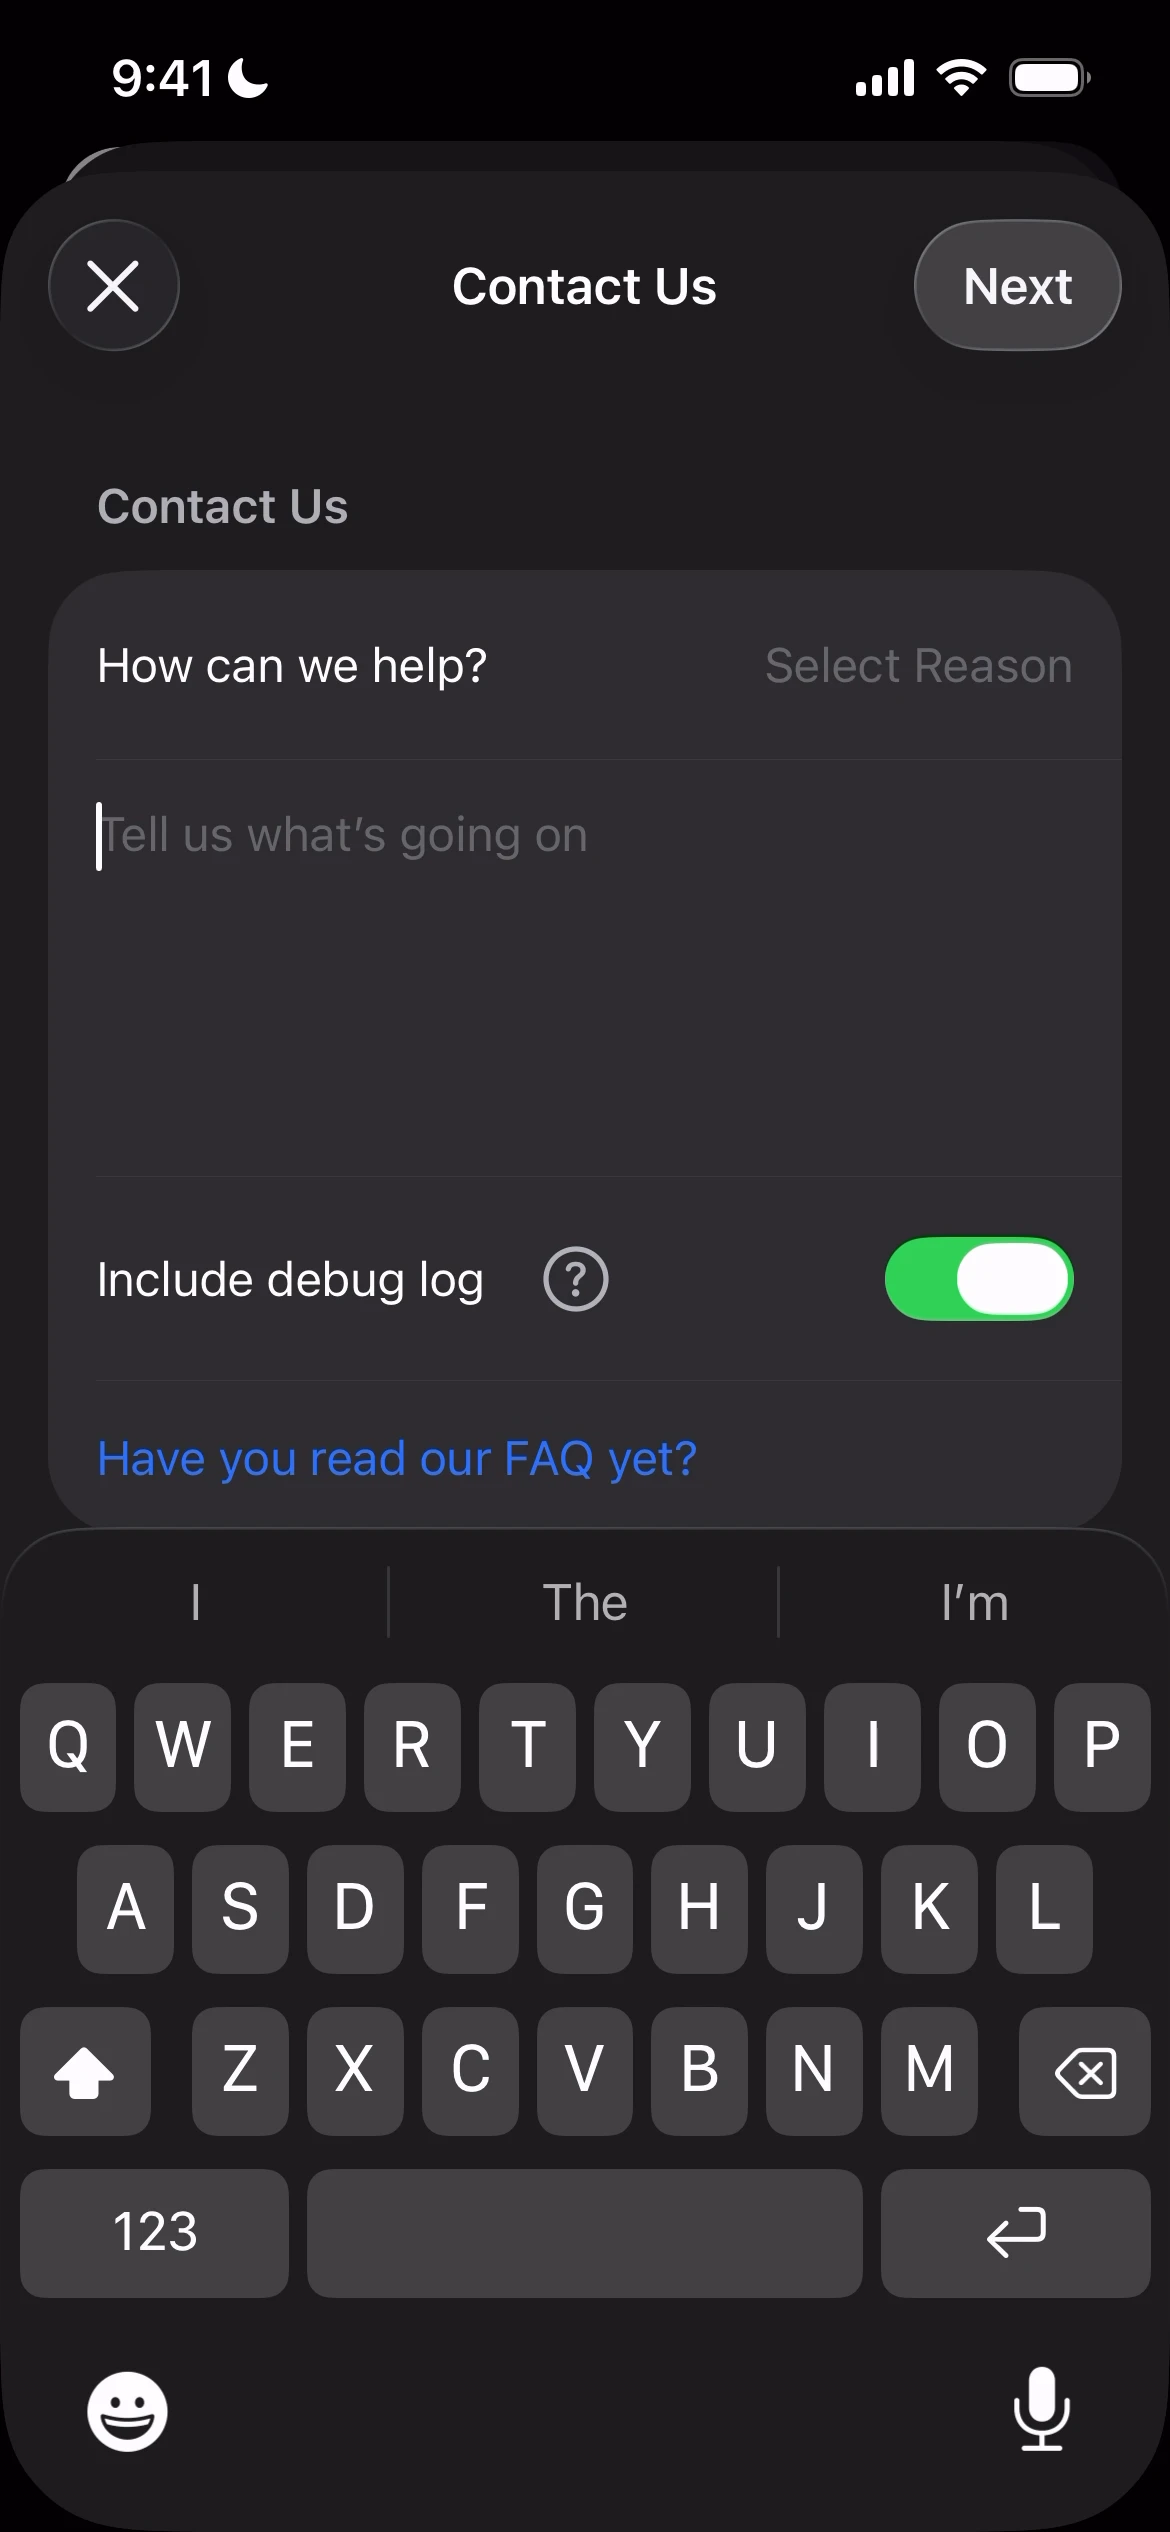 9:41
Contact Us
Next
Contact Us
How can we help?
Select Reason
Tell us what’s going on
Include debug log
?
Have you read our FAQ yet?
I
The
I’m
Q W E R T Y U I O P
A S D F G H J K L
Z X C V B N M
123